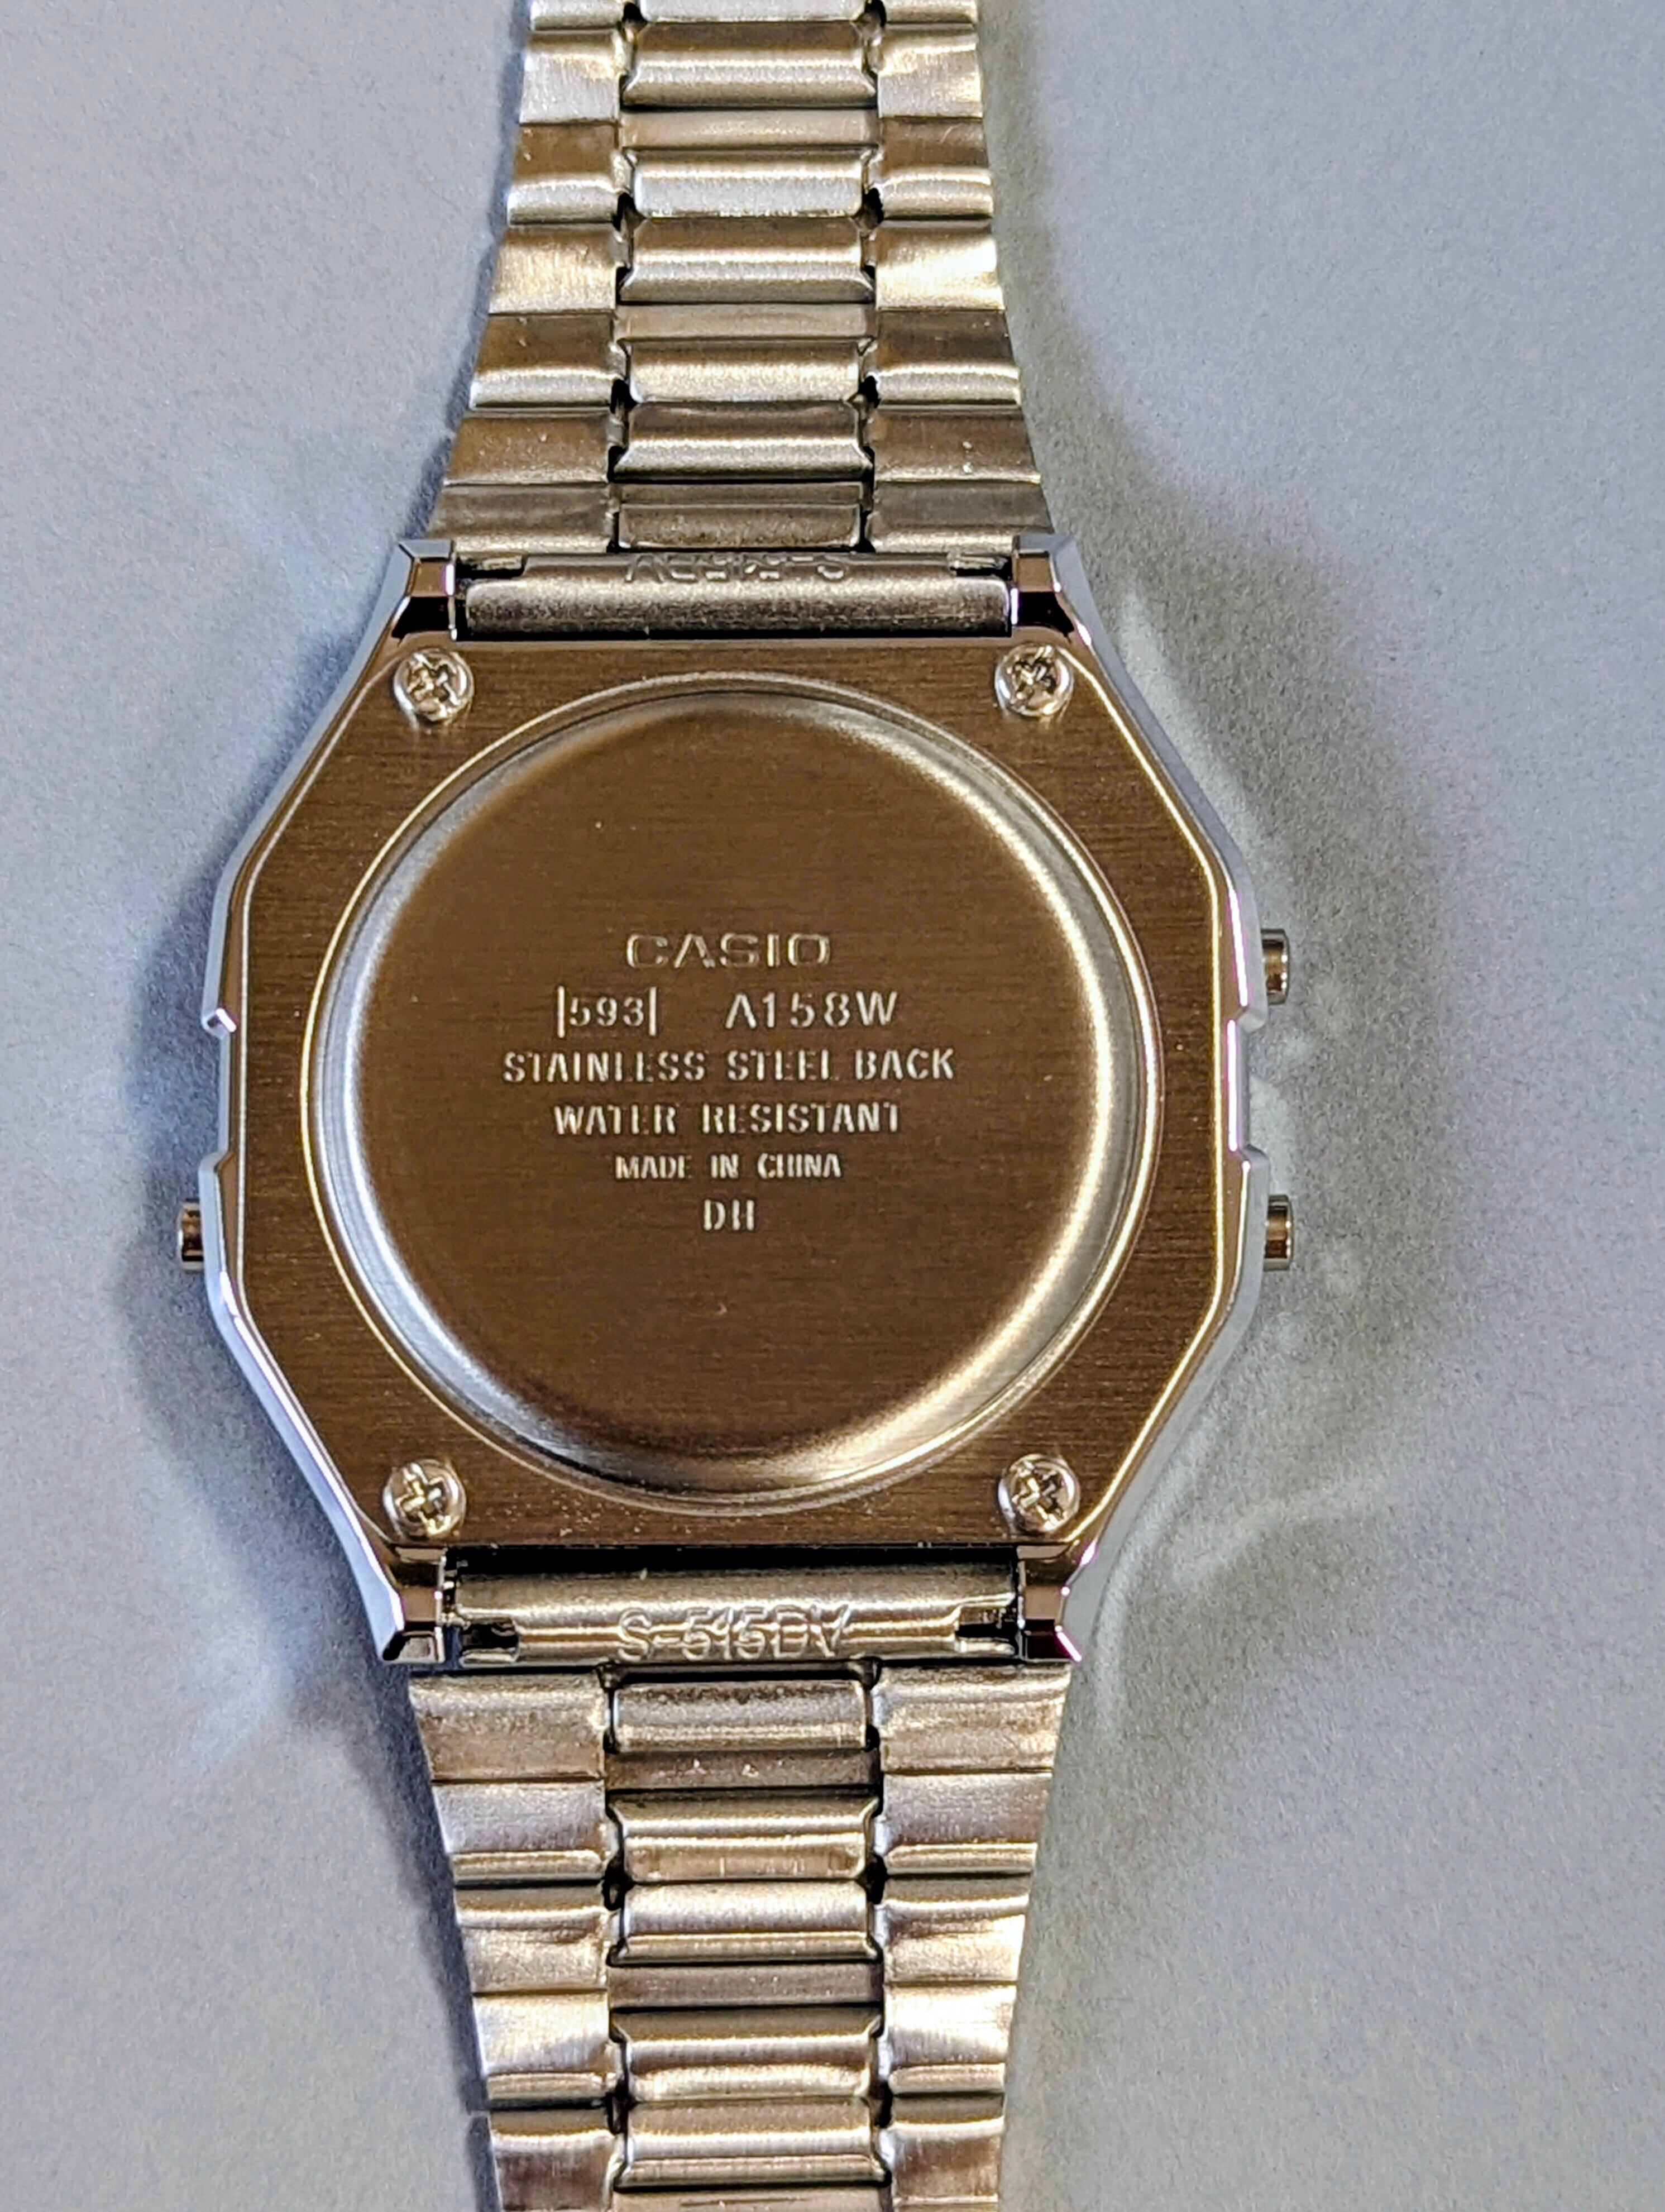 CASIO
593 A158W
STAINLESS STEEL BACK
WATER RESISTANT
MADE IN CHINA
DH
S-515DV